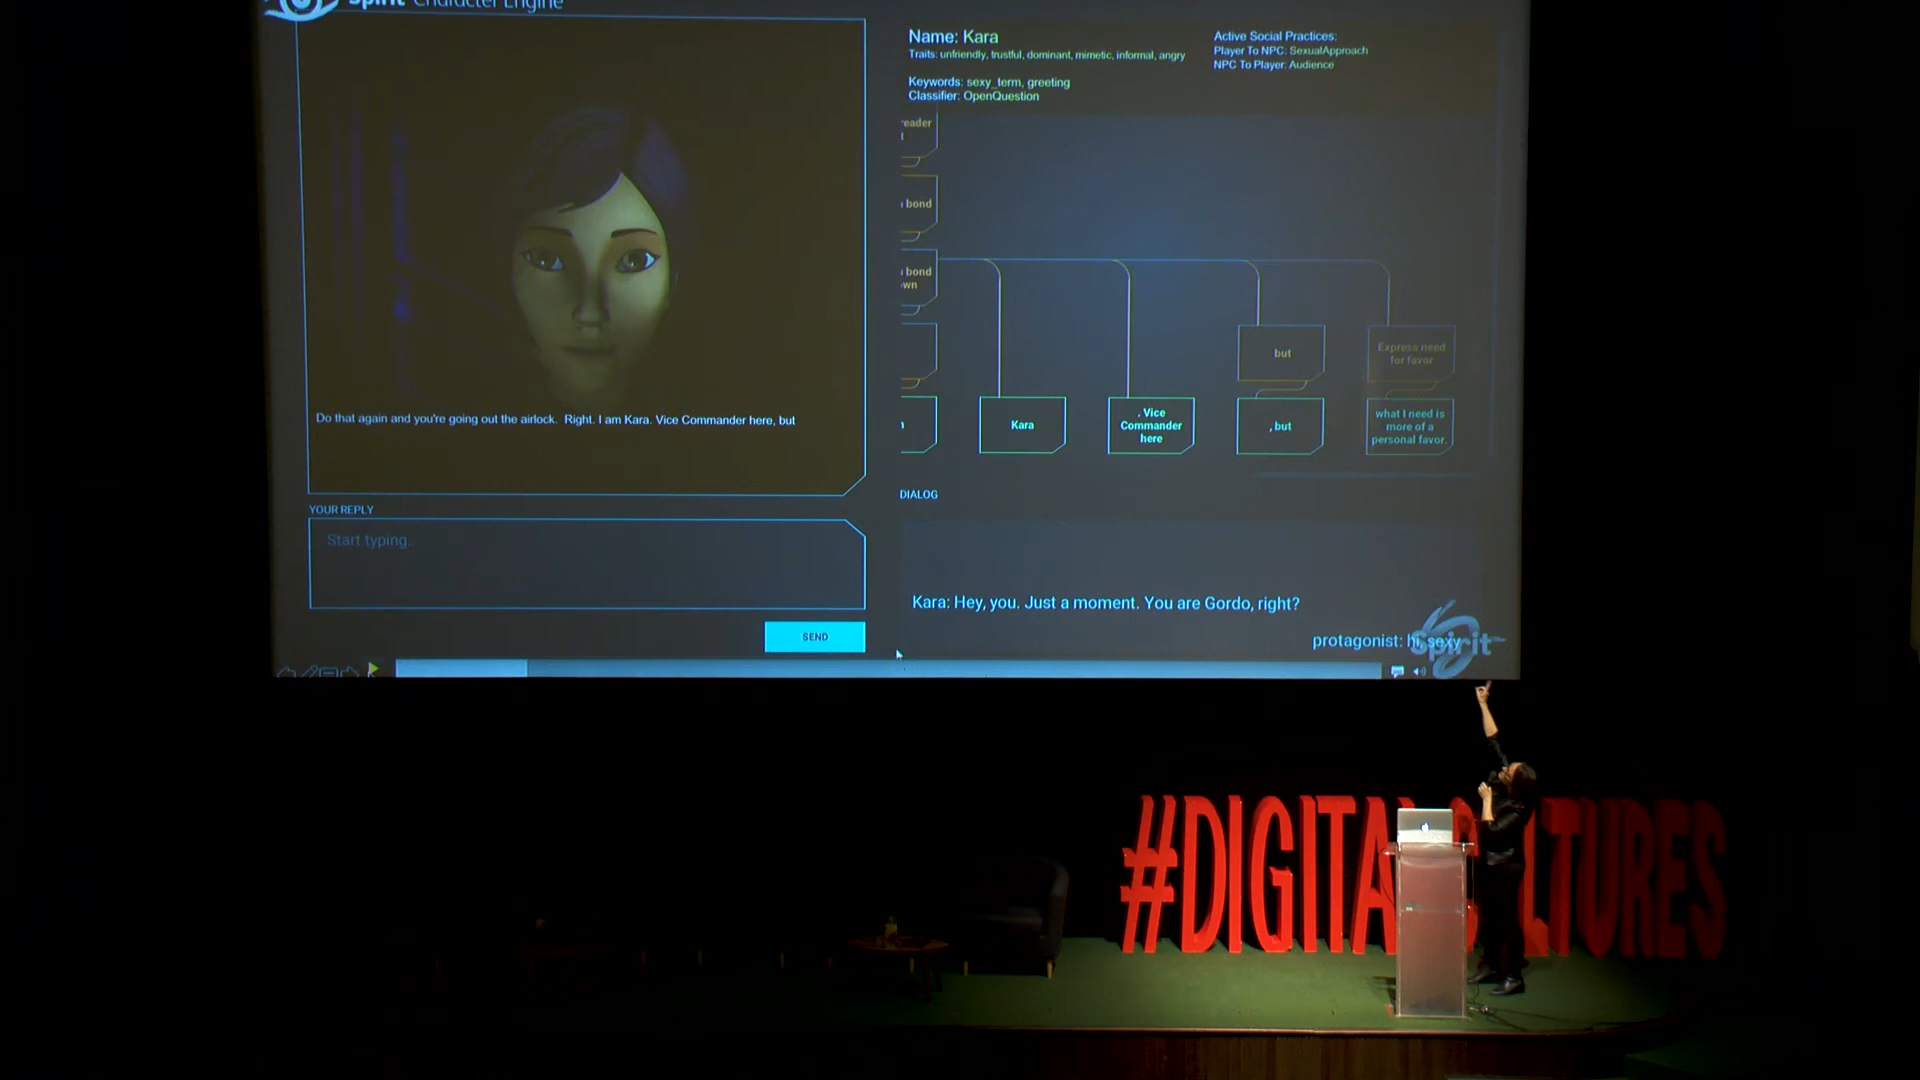 Spirit Character Engine
Name: Kara
Traits: unfriendly, trustful, dominant, mimetic, informal, angry
Keywords: sexy_term, greeting
Classifier: OpenQuestion
Active Social Practices:
Player To NPC: SexualApproach
NPC To Player: Audience
bond
bond
but
Express need
for favor
Kara
, Vice
Commander
here
, but
what I need is
more of a
personal favor.
Do that again and you're going out the airlock. Right. I am Kara. Vice Commander here, but
YOUR REPLY
Start typing..
SEND
DIALOG
Kara: Hey, you. Just a moment. You are Gordo, right?
protagonist: hi, sexy
Spirit
#DIGITAL LTURES